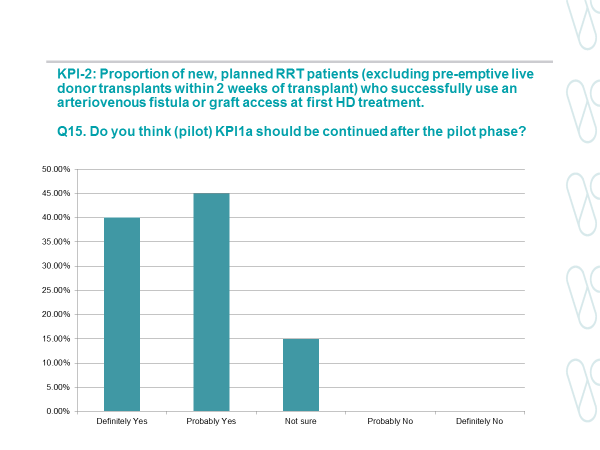 KPI-2: Proportion of new, planned RRT patients (excluding pre-emptive live
donor transplants within 2 weeks of transplant) who successfully use an
arteriovenous fistula or graft access at first HD treatment.
Q15. Do you think (pilot) KPI1a should be continued after the pilot phase?
50.00%
45.00%
40.00%
35.00%
30.00%
25.00%
20.00%
15.00%
10.00%
5.00%
0.00%
Definitely Yes
Probably Yes
Not sure
Probably No
Definitely No